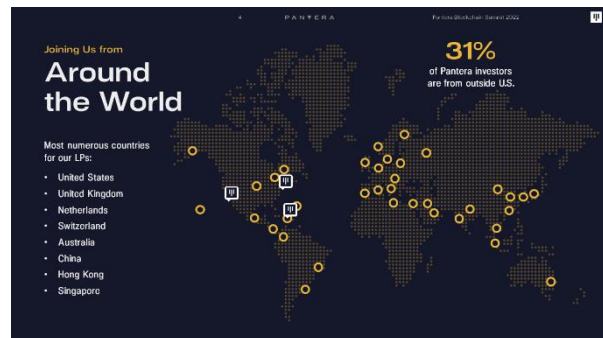 4 PANTERA Pantera Blockchain Summit 2022
Joining Us from
Around
the World
31%
of Pantera investors
are from outside U.S.
Most numerous countries
for our LPs:
• United States
• United Kingdom
• Netherlands
• Switzerland
• Australia
• China
• Hong Kong
• Singapore